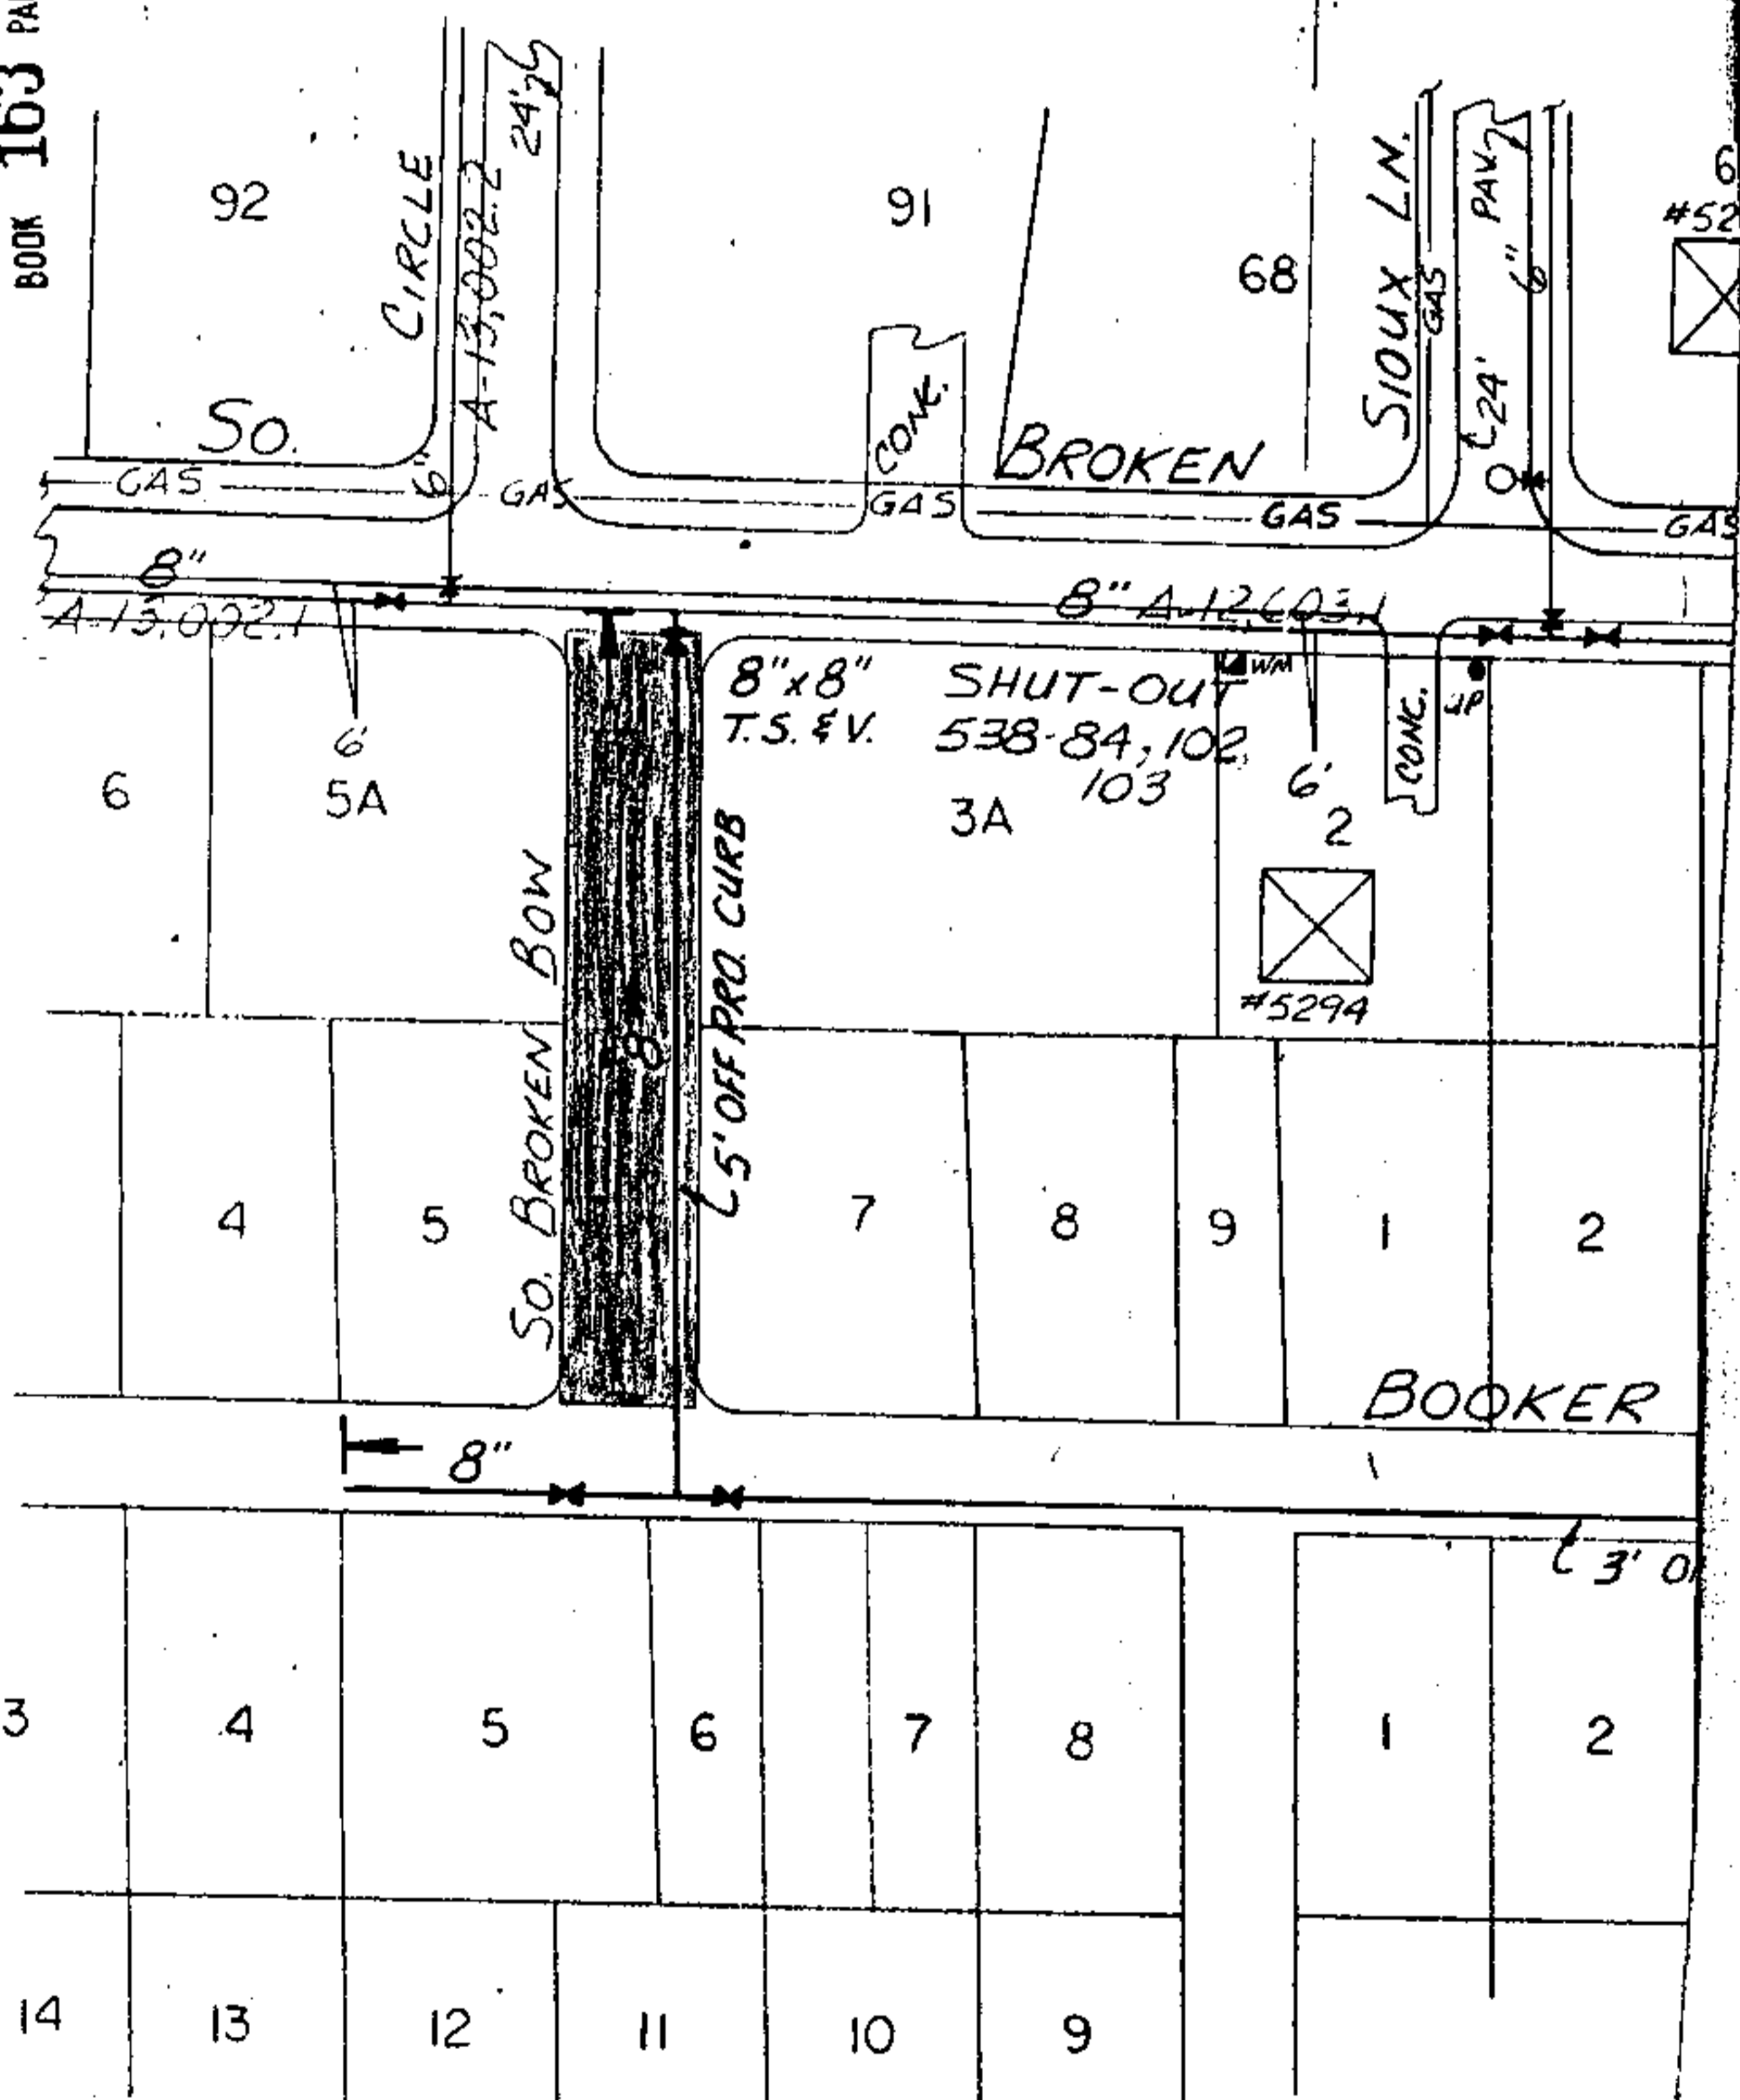 BOOK 163
92
CIRCLE
A-13,002.2
24'
91
68
SIOUX LN.
GAS
24' PAV.
6"
#52
So.
BROKEN
CONC.
GAS
6"
GAS
GAS
GAS
GAS
8"
A-13,002.1
8" A-12,603.1
6'
8"x8"
T.S. & V.
SHUT-OUT
538-84, 102,
103
WM
6'
CONC.
UP
6
5A
3A
2
#5294
SO. BROKEN BOW
8"
5' OFF PRO. CURB
4
5
7
8
9
1
2
BOOKER
8"
3'
3
4
5
6
7
8
1
2
14
13
12
11
10
9